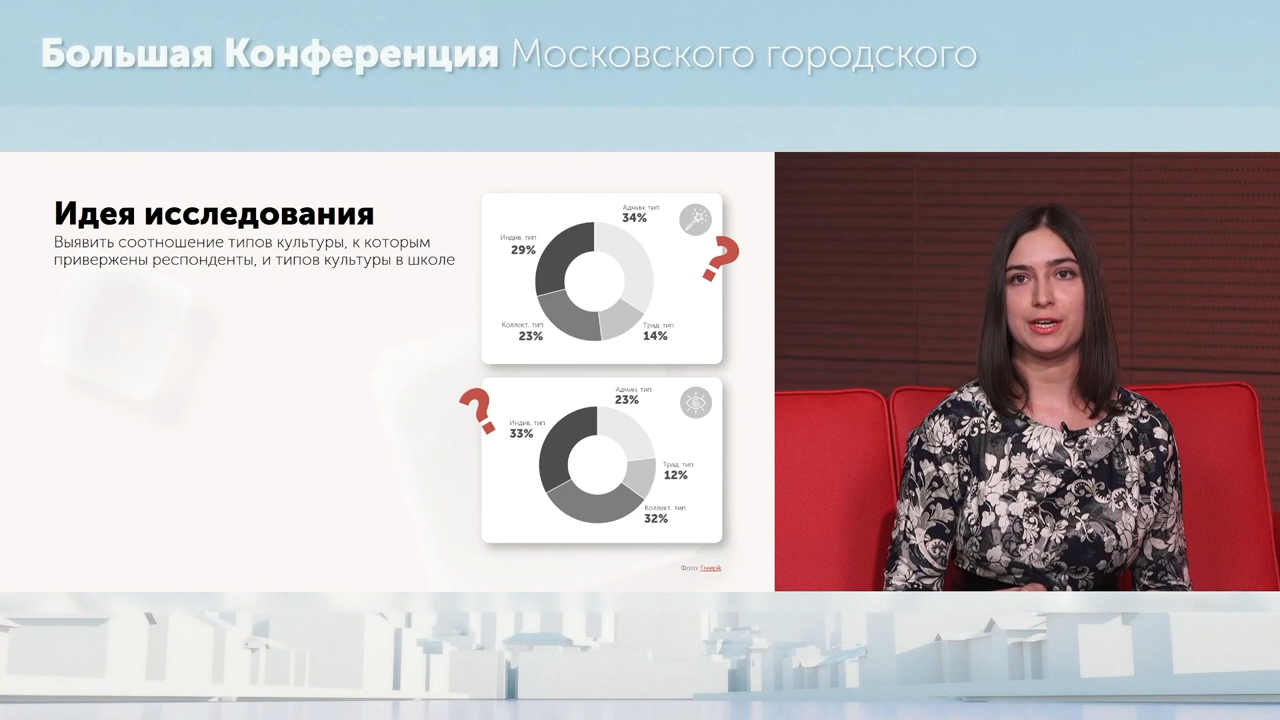 Большая Конференция Московского городского
Идея исследования
Выявить соотношение типов культуры, к которым
привержены респонденты, и типов культуры в школе
Админ. тип
34%
Индив. тип
29%
Коллект. тип
23%
Трад. тип
14%
?
Админ. тип
23%
Индив. тип
33%
Трад. тип
12%
Коллект. тип
32%
?
Фото: Freepik